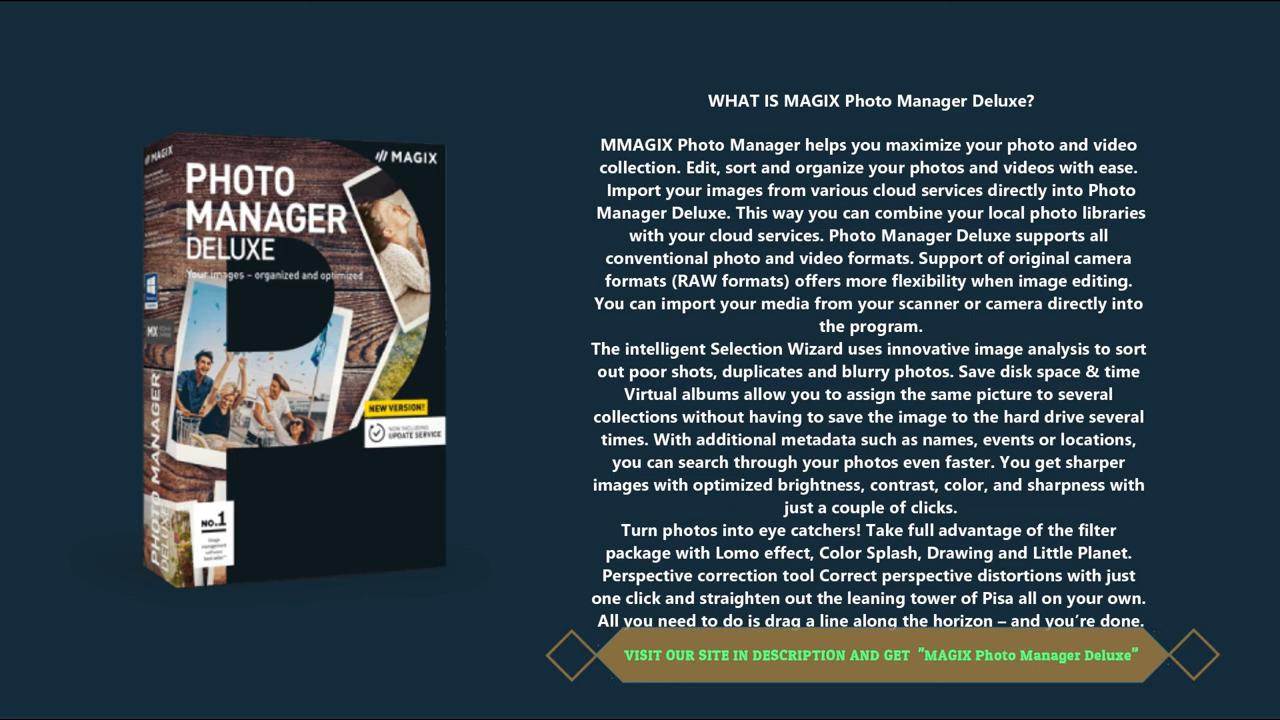 MAGIX
MAGIX
PHOTO
MANAGER
DELUXE
Your images – organized and optimized
NEW VERSION!
NOW INCLUDING
UPDATE SERVICE
NO.1
PHOTO MANAGER
DELUXE
WHAT IS MAGIX Photo Manager Deluxe?
MMAGIX Photo Manager helps you maximize your photo and video
collection. Edit, sort and organize your photos and videos with ease.
Import your images from various cloud services directly into Photo
Manager Deluxe. This way you can combine your local photo libraries
with your cloud services. Photo Manager Deluxe supports all
conventional photo and video formats. Support of original camera
formats (RAW formats) offers more flexibility when image editing.
You can import your media from your scanner or camera directly into
the program.
The intelligent Selection Wizard uses innovative image analysis to sort
out poor shots, duplicates and blurry photos. Save disk space & time
Virtual albums allow you to assign the same picture to several
collections without having to save the image to the hard drive several
times. With additional metadata such as names, events or locations,
you can search through your photos even faster. You get sharper
images with optimized brightness, contrast, color, and sharpness with
just a couple of clicks.
Turn photos into eye catchers! Take full advantage of the filter
package with Lomo effect, Color Splash, Drawing and Little Planet.
Perspective correction tool Correct perspective distortions with just
one click and straighten out the leaning tower of Pisa all on your own.
All you need to do is drag a line along the horizon – and you’re done.
VISIT OUR SITE IN DESCRIPTION AND GET "MAGIX Photo Manager Deluxe"